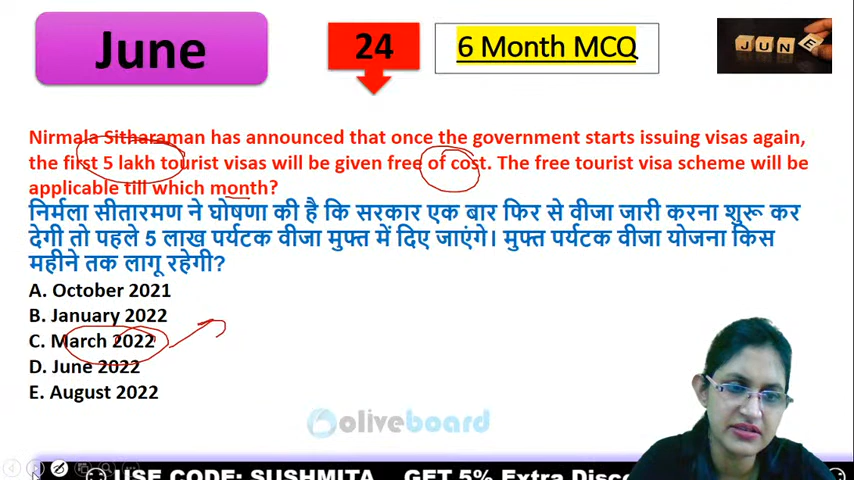 June
24
6 Month MCQ
JUNE
Nirmala Sitharaman has announced that once the government starts issuing visas again,
the first 5 lakh tourist visas will be given free of cost. The free tourist visa scheme will be
applicable till which month?
निर्मला सीतारमण ने घोषणा की है कि सरकार एक बार फिर से वीजा जारी करना शुरू कर
देगी तो पहले 5 लाख पर्यटक वीजा मुफ्त में दिए जाएंगे। मुफ्त पर्यटक वीजा योजना किस
महीने तक लागू रहेगी?
A. October 2021
B. January 2022
C. March 2022
D. June 2022
E. August 2022
oliveboard
USE CODE: SUSHMITA GET 5% Extra